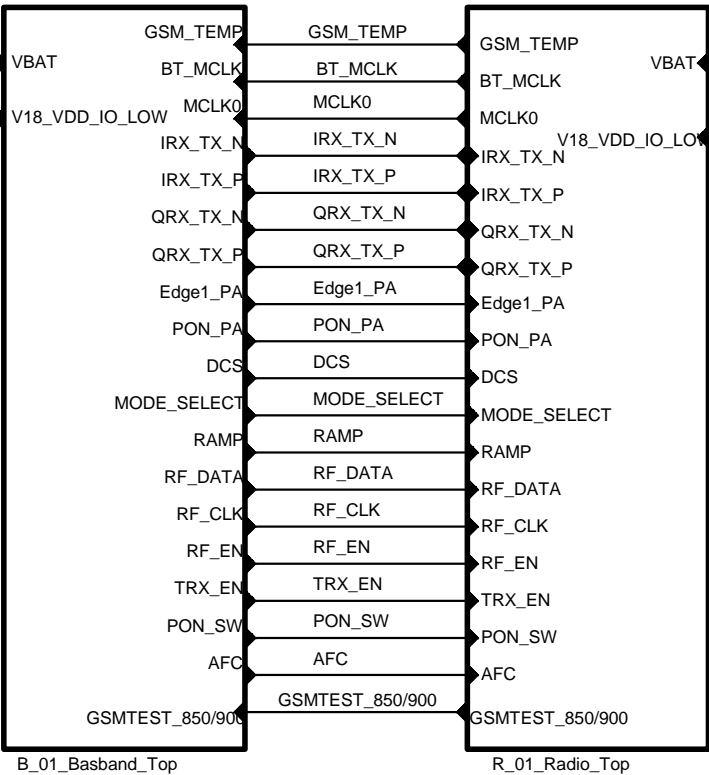 GSM_TEMP GSM_TEMP GSM_TEMP
VBAT VBAT
BT_MCLK BT_MCLK BT_MCLK
V18_VDD_IO_LOW MCLK0 MCLK0 MCLK0
IRX_TX_N IRX_TX_N V18_VDD_IO_LOW
IRX_TX_N
IRX_TX_P IRX_TX_P IRX_TX_P
QRX_TX_N QRX_TX_N QRX_TX_N
QRX_TX_P QRX_TX_P QRX_TX_P
Edge1_PA Edge1_PA Edge1_PA
PON_PA PON_PA PON_PA
DCS DCS DCS
MODE_SELECT MODE_SELECT MODE_SELECT
RAMP RAMP RAMP
RF_DATA RF_DATA RF_DATA
RF_CLK RF_CLK RF_CLK
RF_EN RF_EN RF_EN
TRX_EN TRX_EN TRX_EN
PON_SW PON_SW PON_SW
AFC AFC AFC
GSMTEST_850/900 GSMTEST_850/900 GSMTEST_850/900
B_01_Basband_Top R_01_Radio_Top